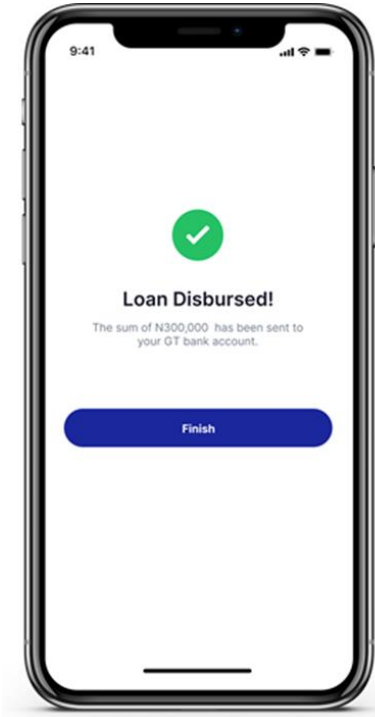 9:41
Loan Disbursed!
The sum of N300,000 has been sent to
your GT bank account.
Finish